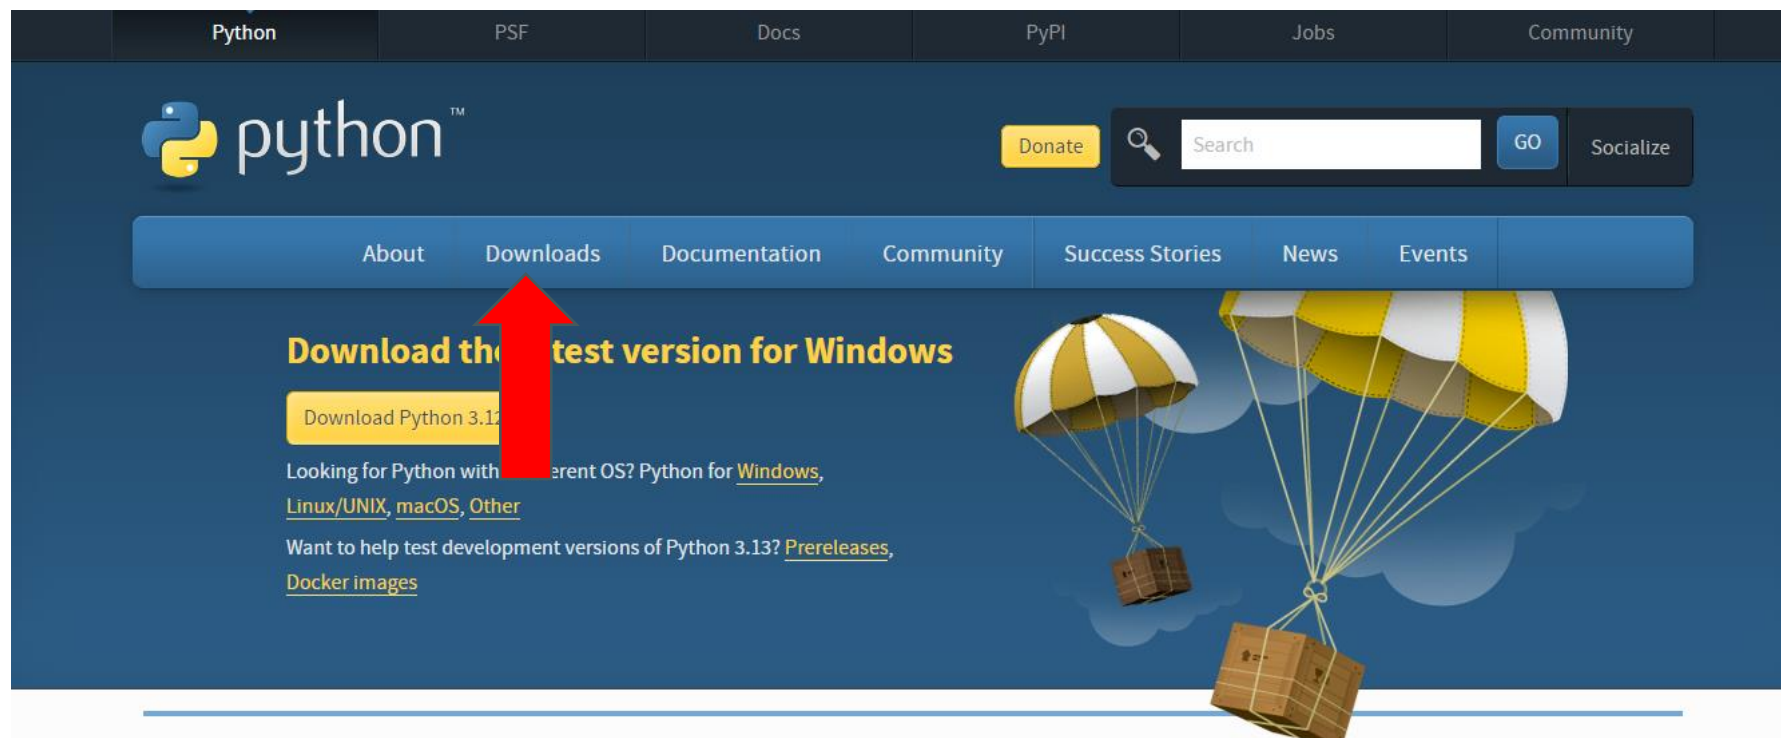 Python PSF Docs PyPI Jobs Community
python™
Donate Search GO Socialize
About Downloads Documentation Community Success Stories News Events
Download the test version for Windows
Download Python 3.12
Looking for Python with erent OS? Python for Windows,
Linux/UNIX, macOS, Other
Want to help test development versions of Python 3.13? Prereleases,
Docker images